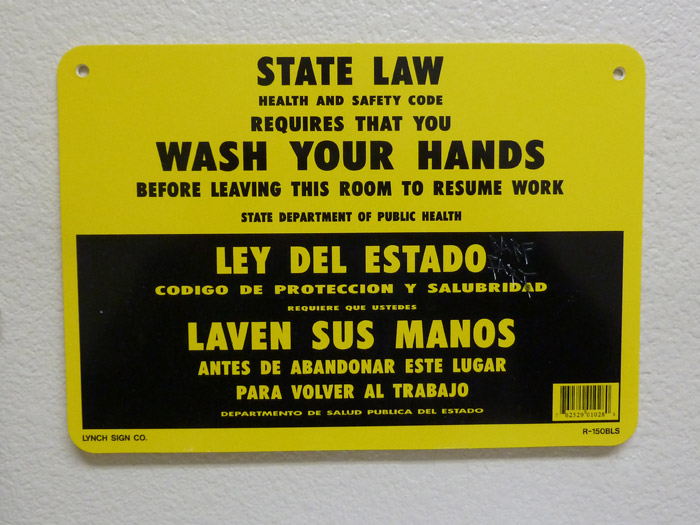 STATE LAW
HEALTH AND SAFETY CODE
REQUIRES THAT YOU
WASH YOUR HANDS
BEFORE LEAVING THIS ROOM TO RESUME WORK
STATE DEPARTMENT OF PUBLIC HEALTH
LEY DEL ESTADO
CODIGO DE PROTECCION Y SALUBRIDAD
REQUIERE QUE USTEDES
LAVEN SUS MANOS
ANTES DE ABANDONAR ESTE LUGAR
PARA VOLVER AL TRABAJO
DEPARTMENTO DE SALUD PUBLICA DEL ESTADO
LYNCH SIGN CO.
R-150BLS